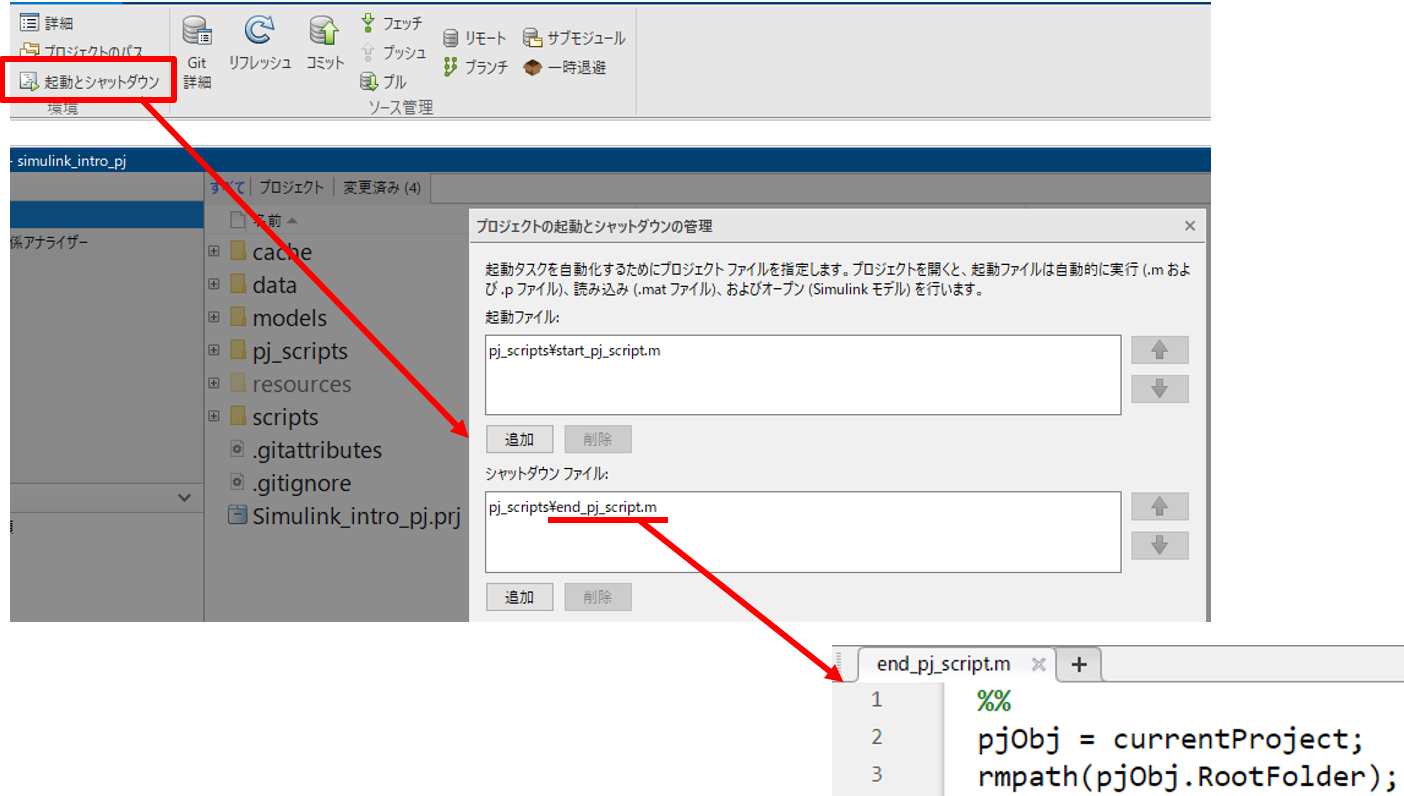 詳細
プロジェクトのパス
起動とシャットダウン
環境
Git
詳細
リフレッシュ
コミット
フェッチ
プッシュ
プル
リモート
ブランチ
サブモジュール
一時退避
ソース管理
- simulink_intro_pj
すべて プロジェクト 変更済み (4)
係アナライザー
名前
cache
data
models
pj_scripts
resources
scripts
.gitattributes
.gitignore
Simulink_intro_pj.prj
プロジェクトの起動とシャットダウンの管理
起動タスクを自動化するためにプロジェクト ファイルを指定します。プロジェクトを開くと、起動ファイルは自動的に実行 (.m およ
び .p ファイル)、読み込み (.mat ファイル)、およびオープン (Simulink モデル) を行います。
起動ファイル:
pj_scripts¥start_pj_script.m
追加 削除
シャットダウン ファイル:
pj_scripts¥end_pj_script.m
追加 削除
end_pj_script.m
1 %%
2 pjObj = currentProject;
3 rmpath(pjObj.RootFolder);